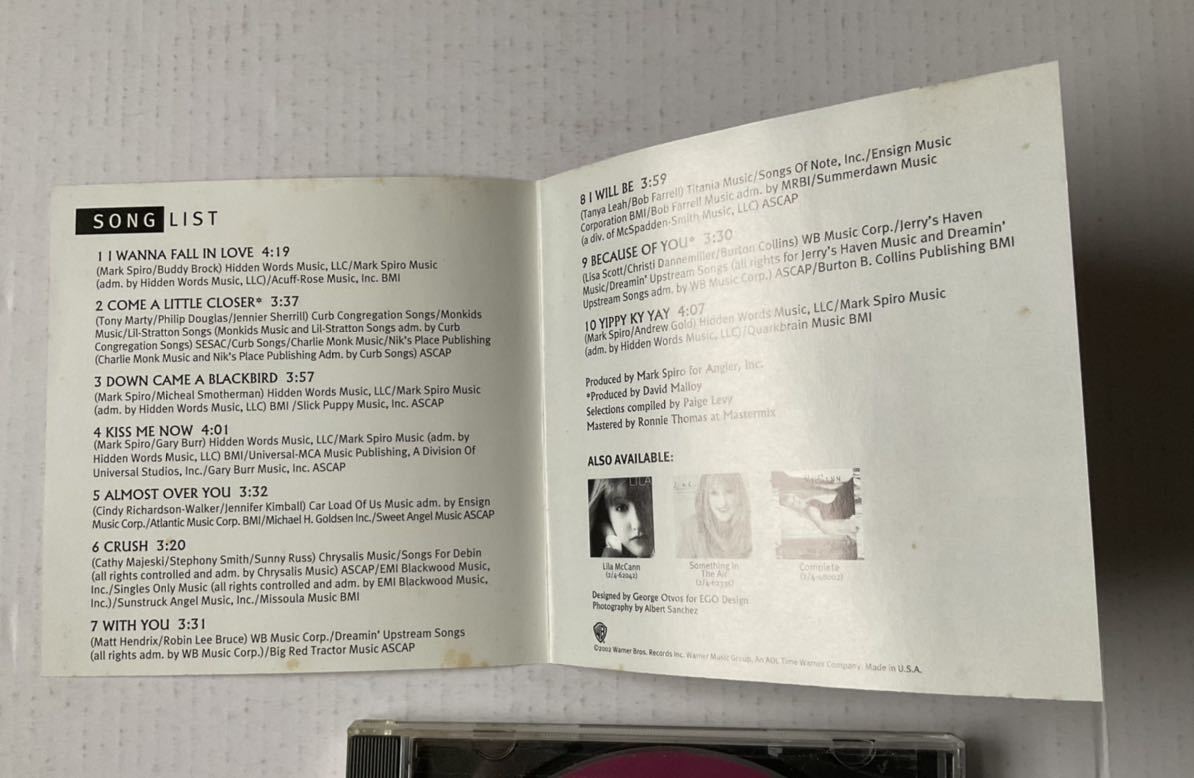 SONG LIST
1 I WANNA FALL IN LOVE 4:19
(Mark Spiro/Buddy Brock) Hidden Words Music, LLC/Mark Spiro Music
(adm. by Hidden Words Music, LLC)/Acuff-Rose Music, Inc. BMI
2 COME A LITTLE CLOSER* 3:37
(Tony Marty/Philip Douglas/Jennier Sherrill) Curb Congregation Songs/Monkids
Music/Lil-Stratton Songs (Monkids Music and Lil-Stratton Songs adm. by Curb
Congregation Songs) SESAC/Curb Songs/Charlie Monk Music/Nik's Place Publishing
(Charlie Monk Music and Nik's Place Publishing Adm. by Curb Songs) ASCAP
3 DOWN CAME A BLACKBIRD 3:57
(Mark Spiro/Micheal Smotherman) Hidden Words Music, LLC/Mark Spiro Music
(adm. by Hidden Words Music, LLC) BMI /Slick Puppy Music, Inc. ASCAP
4 KISS ME NOW 4:01
(Mark Spiro/Gary Burr) Hidden Words Music, LLC/Mark Spiro Music (adm. by
Hidden Words Music, LLC) BMI/Universal-MCA Music Publishing, A Division Of
Universal Studios, Inc./Gary Burr Music, Inc. ASCAP
5 ALMOST OVER YOU 3:32
(Cindy Richardson-Walker/Jennifer Kimball) Car Load Of Us Music adm. by Ensign
Music Corp./Atlantic Music Corp. BMI/Michael H. Goldsen Inc./Sweet Angel Music ASCAP
6 CRUSH 3:20
(Cathy Majeski/Stephony Smith/Sunny Russ) Chrysalis Music/Songs For Debin
(all rights controlled and adm. by Chrysalis Music) ASCAP/EMI Blackwood Music,
Inc./Singles Only Music (all rights controlled and adm. by EMI Blackwood Music,
Inc.)/Sunstruck Angel Music, Inc./Missoula Music BMI
7 WITH YOU 3:31
(Matt Hendrix/Robin Lee Bruce) WB Music Corp./Dreamin' Upstream Songs
(all rights adm. by WB Music Corp.)/Big Red Tractor Music ASCAP
8 I WILL BE 3:59
(Tanya Leah/Bob Farrell) Titania Music/Songs Of Note, Inc./Ensign Music
Corporation BMI/Bob Farrell Music adm. by MRBI/Summerdawn Music
(a div. of McSpadden-Smith Music, LLC) ASCAP
9 BECAUSE OF YOU* 3:30
(Lisa Scott/Christi Dannemiller/Burton Collins) WB Music Corp./Jerry's Haven
Music/Dreamin' Upstream Songs (all rights for Jerry's Haven Music and Dreamin'
Upstream Songs adm. by WB Music Corp.) ASCAP/Burton B. Collins Publishing BMI
10 YIPPY KY YAY 4:07
(Mark Spiro/Andrew Gold) Hidden Words Music, LLC/Mark Spiro Music
(adm. by Hidden Words Music, LLC)/Quarkbrain Music BMI
Produced by Mark Spiro for Angler, Inc.
*Produced by David Malloy
Selections compiled by Paige Levy
Mastered by Ronnie Thomas at Mastermix
ALSO AVAILABLE:
LILA
Lila McCann
(2/4-62042)
Something In
The Air
Complete
(2/4-48002)
Designed by George Otvos for EGO Design
Photography by Albert Sanchez
©2002 Warner Bros. Records Inc. Warner Music Group, An AOL Time Warner Company. Made in U.S.A.